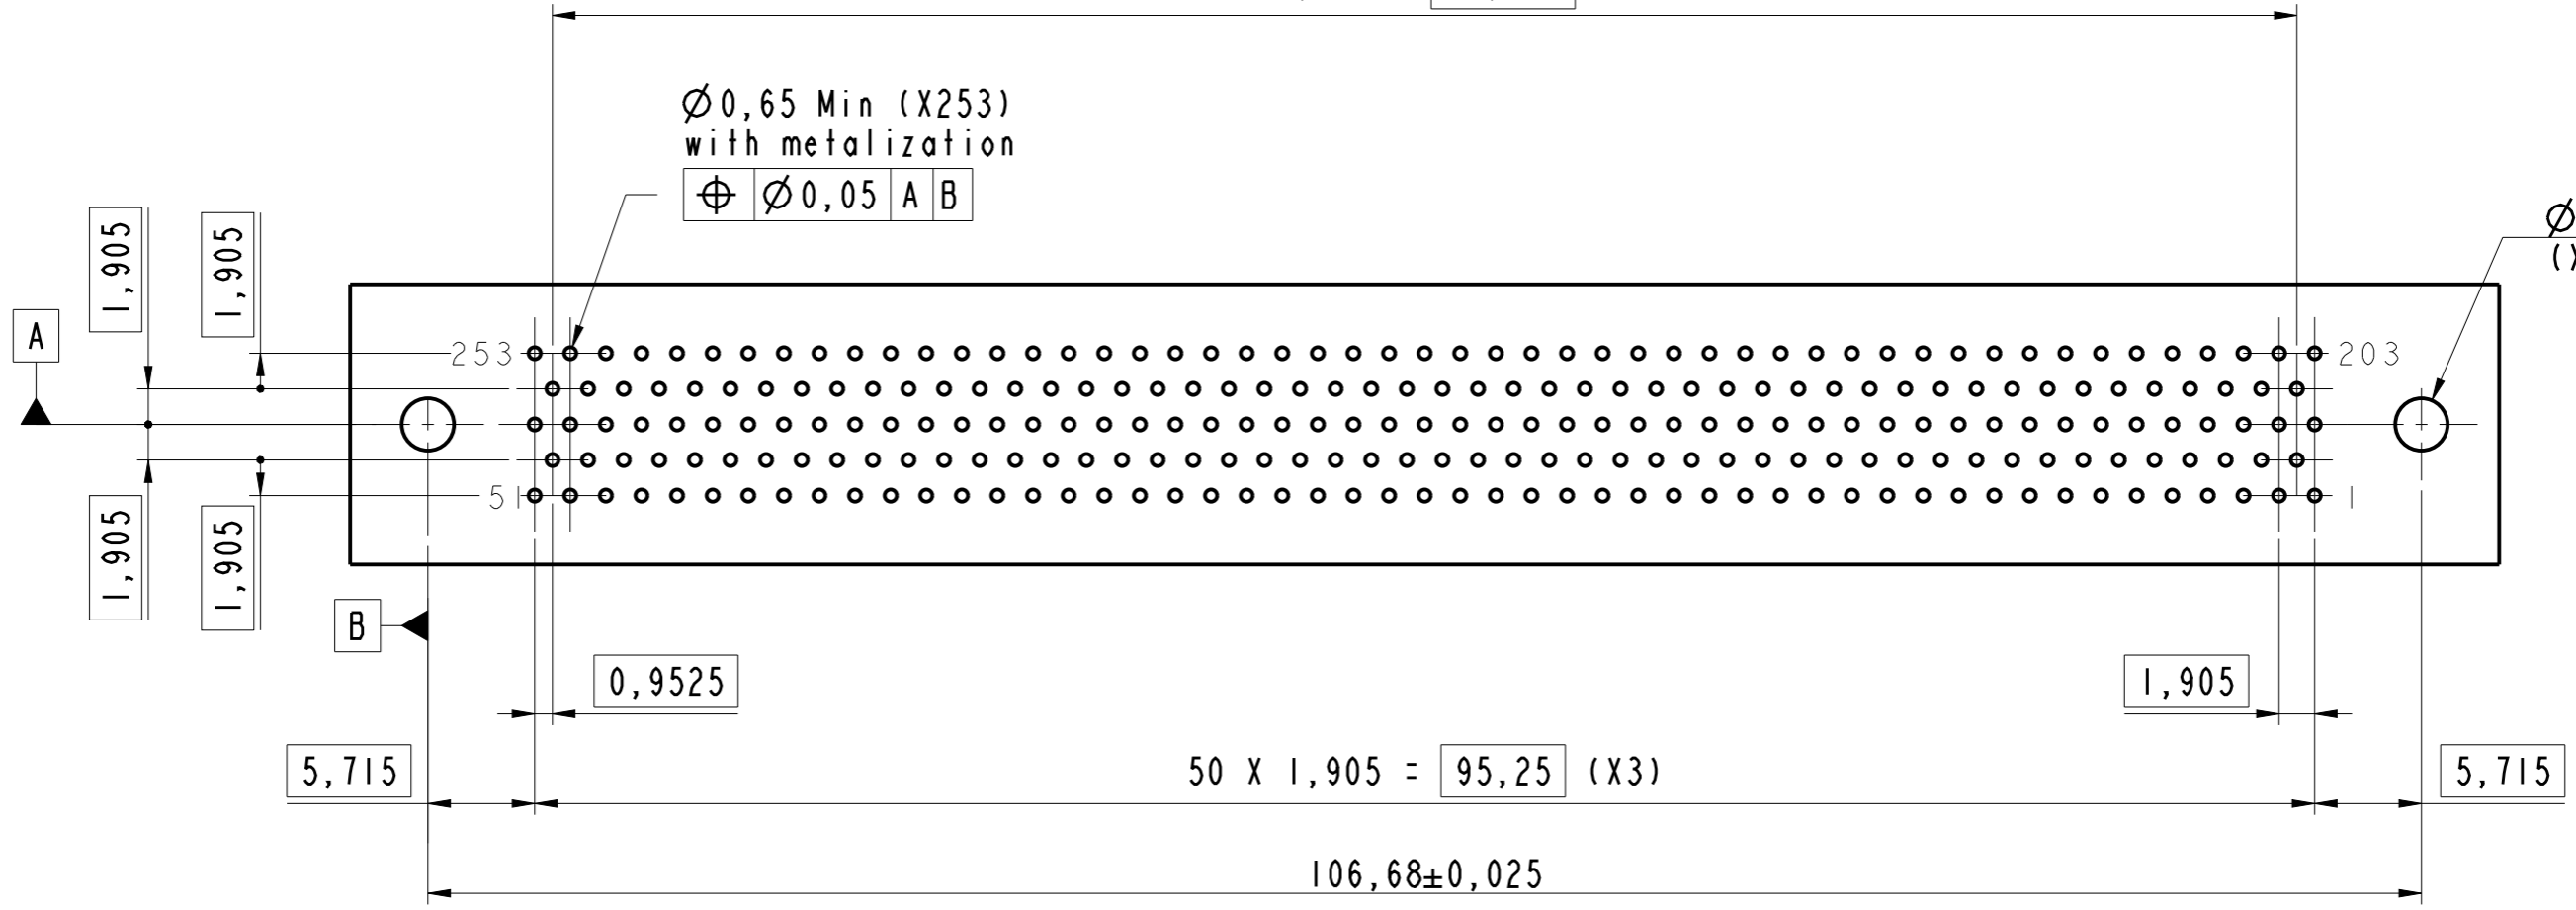 Ø0,65 Min (X253)
with metalization
⌖ Ø0,05 A B
Ø
1,905
1,905
A
253
203
51
1
1,905
1,905
B
0,9525
1,905
5,715
50 X 1,905 = 95,25 (X3)
5,715
106,68±0,025